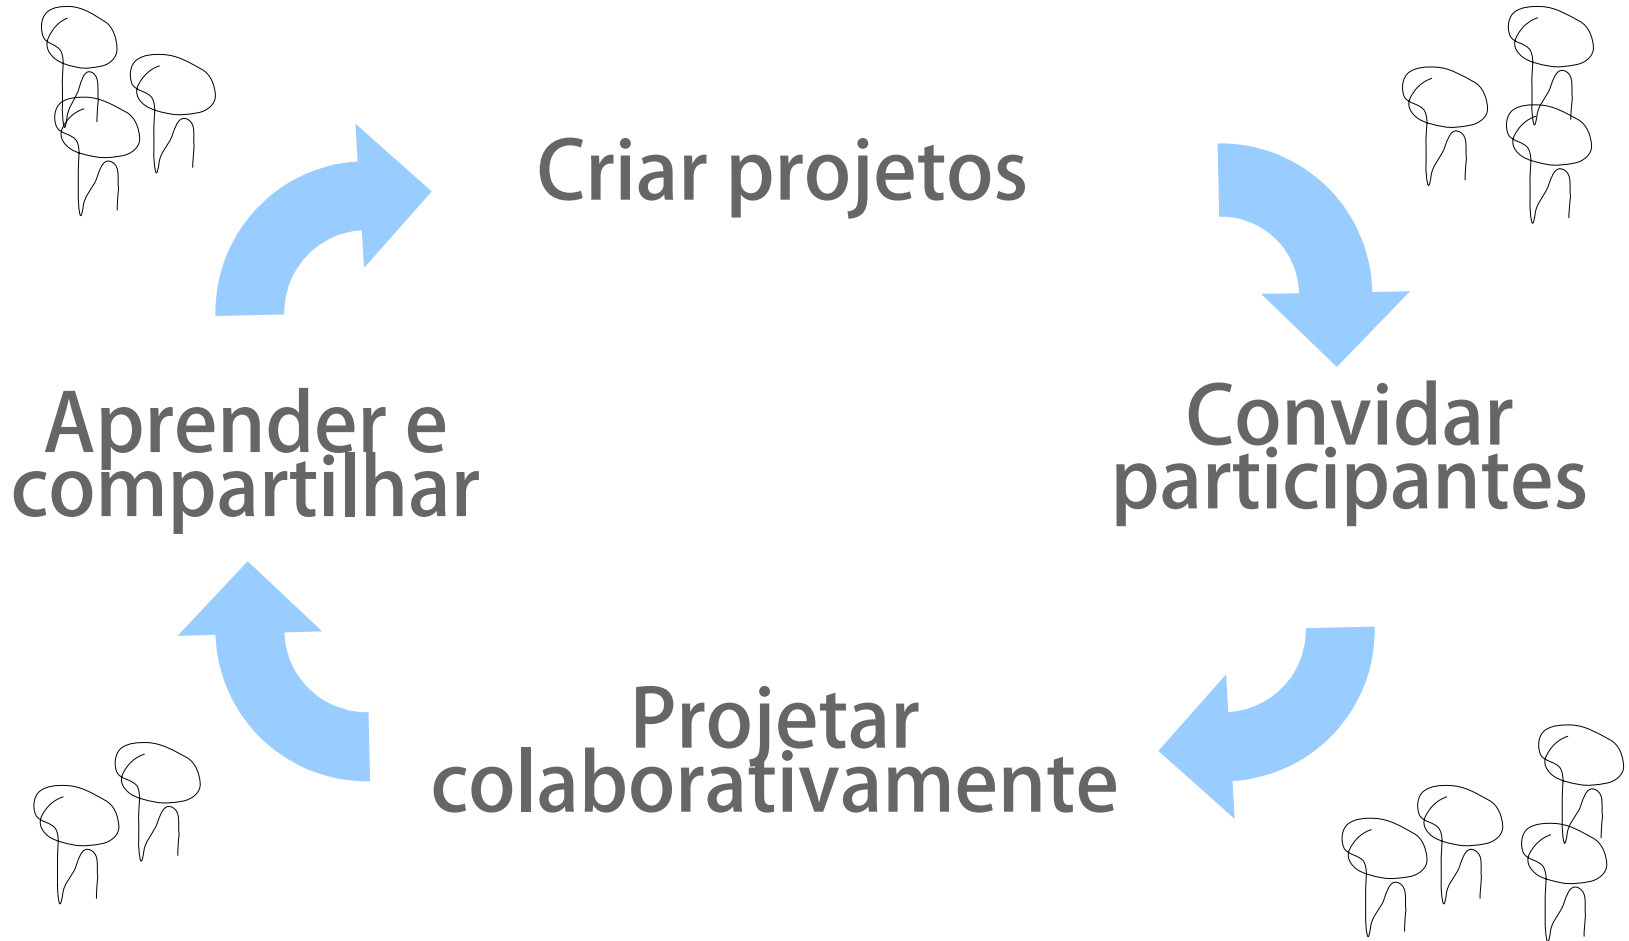 Criar projetos
Convidar
participantes
Projetar
colaborativamente
Aprender e
compartilhar